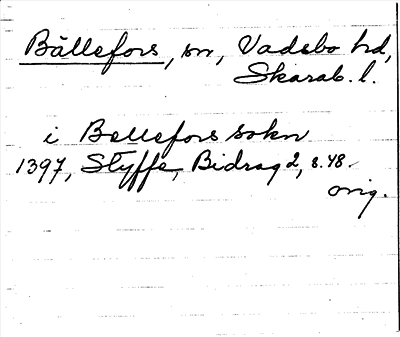 Bällefors, sn, Vadsbo hd,
Skarab. l.
i Bellefors sokn
1397, Styffe, Bidrag 2, s. 48.
orig.